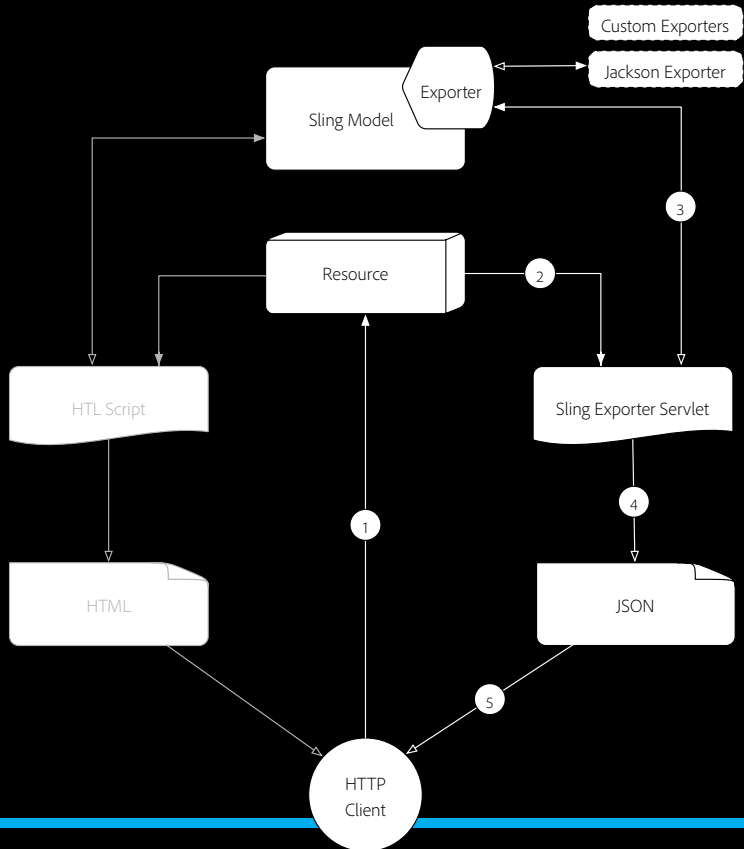 Custom Exporters
Jackson Exporter
Exporter
Sling Model
3
Resource
2
HTL Script
Sling Exporter Servlet
4
1
HTML
JSON
5
HTTP
Client